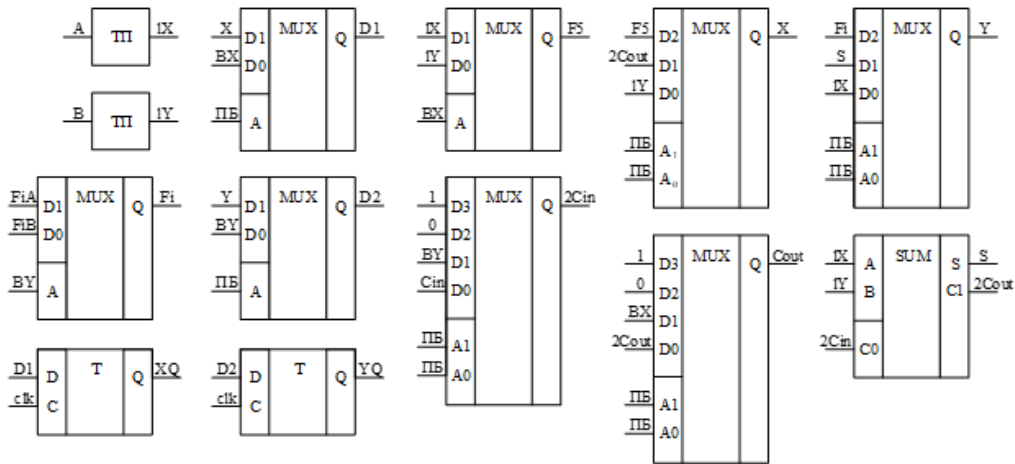 A ТП 1X
B ТП 1Y
X D1 MUX Q D1
BX D0
ПБ A
fX D1 MUX Q F5
fY D0
BX A
F5 D2 MUX Q X
2Cout D1
1Y D0
ПБ A₁
ПБ A₀
Fi D2 MUX Q Y
S D1
fX D0
ПБ A1
ПБ A0
FiA D1 MUX Q Fi
FiB D0
BY A
Y D1 MUX Q D2
BY D0
ПБ A
1 D3 MUX Q 2Cin
0 D2
BY D1
Cin D0
ПБ A1
ПБ A0
1 D3 MUX Q Cout
0 D2
BX D1
2Cout D0
ПБ A1
ПБ A0
fX A SUM S S
fY B C1 2Cout
2Cin C0
D1 D T Q XQ
clk C
D2 D T Q YQ
clk C